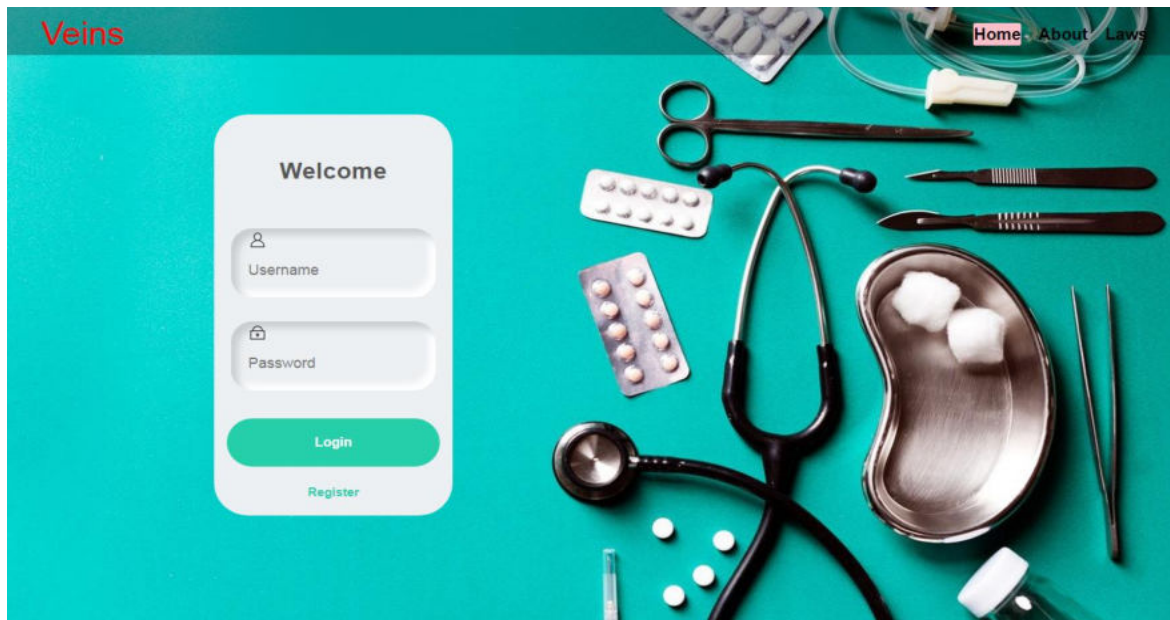 Veins
Home About Laws
Welcome
Username
Password
Login
Register